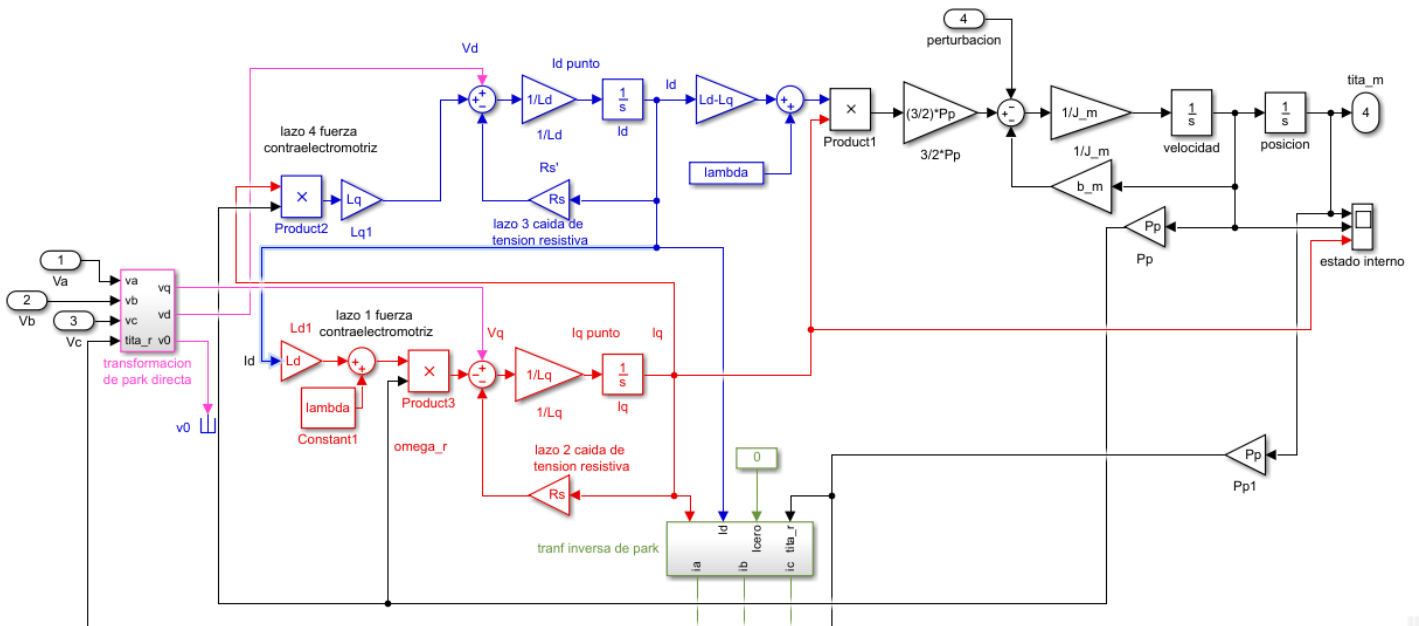 4
perturbacion
Vd
Id punto
Id
tita_m
1/Ld
1
s
Ld-Lq
×
(3/2)*Pp
1/J_m
1
s
1
s
4
1/Ld
Id
Product1
3/2*Pp
1/J_m
velocidad
posicion
lazo 4 fuerza
contraelectromotriz
Rs'
lambda
b_m
×
Lq
Rs
Product2
Lq1
lazo 3 caida de
tension resistiva
Pp
Pp
estado interno
1
Va
2
Vb
3
Vc
va
vb
vc
tita_r
vq
vd
v0
transformacion
de park directa
v0
Ld1
lazo 1 fuerza
contraelectromotriz
Vq
Iq punto
Iq
Id
Ld
×
1/Lq
1
s
lambda
Product3
1/Lq
Iq
Constant1
omega_r
lazo 2 caida de
tension resistiva
Rs
0
Pp
Pp1
tranf inversa de park
Id
Icero
tita_r
ia
ib
ic